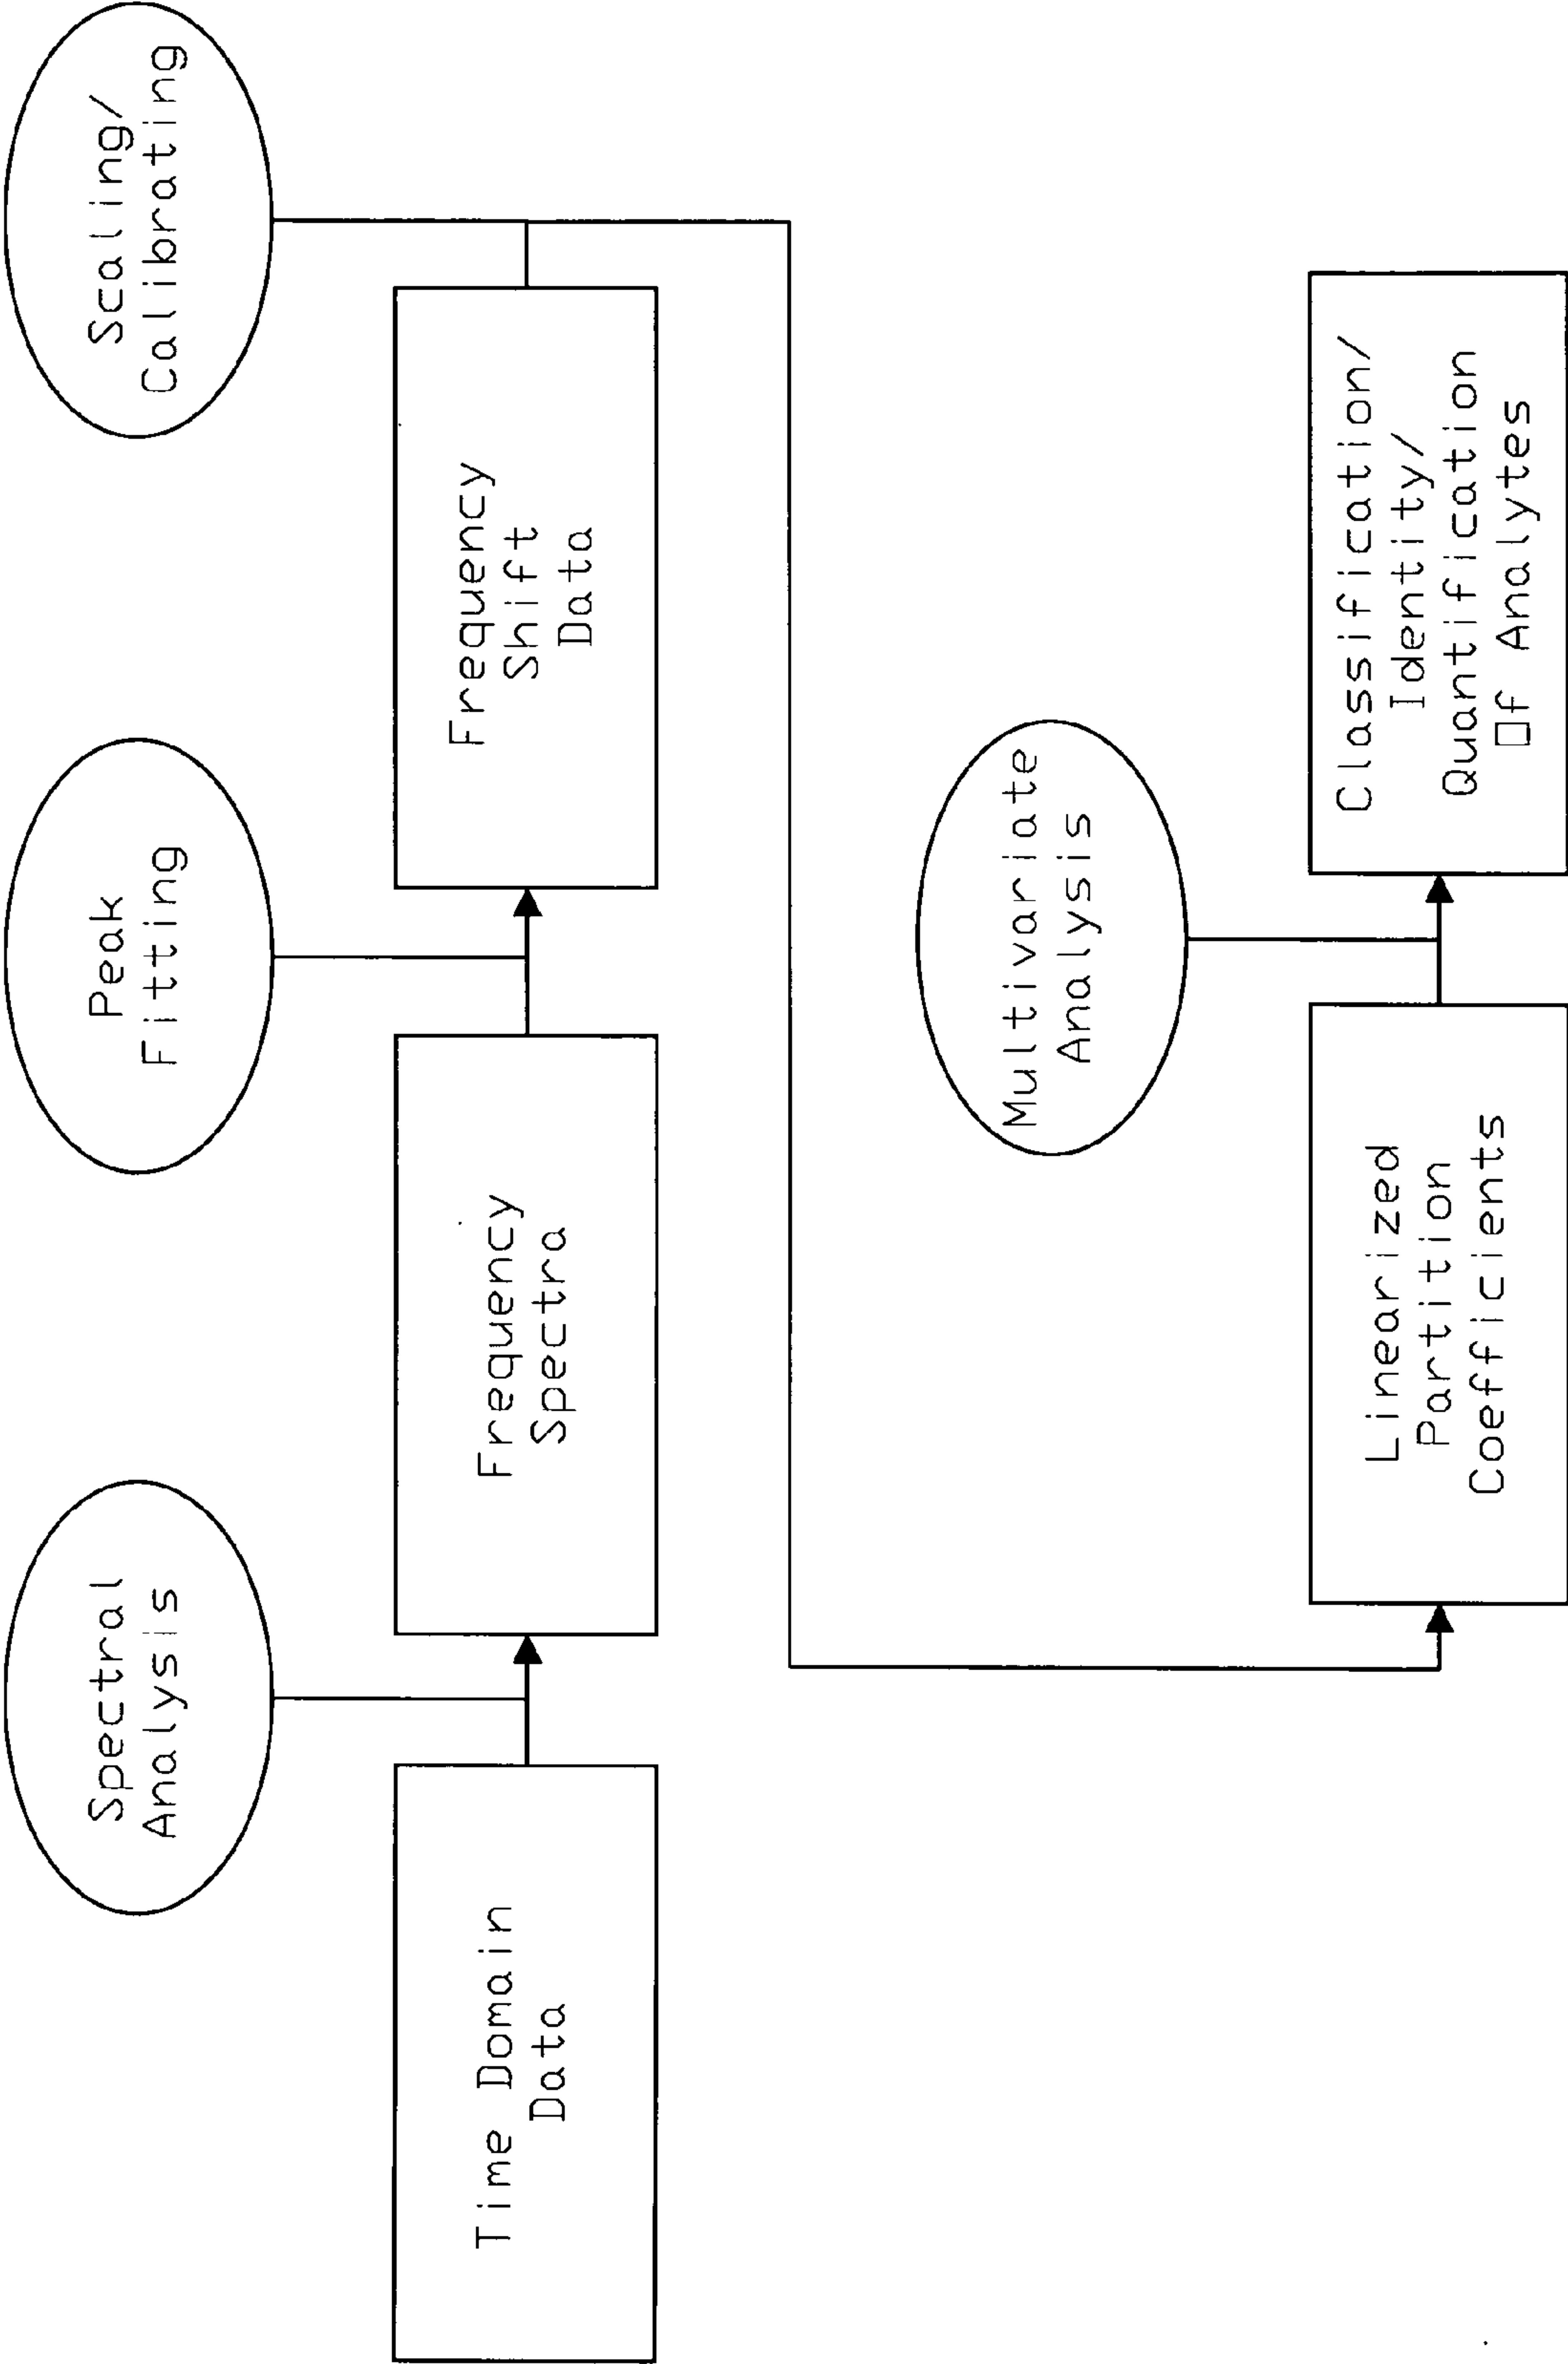 Spectral
Analysis
Peak
Fitting
Scaling/
Calibrating
Time Domain
Data
Frequency
Spectra
Frequency
Shift
Data
Multivariate
Analysis
Linearized
Partition
Coefficients
Classification/
Identity/
Quantification
Of Analytes